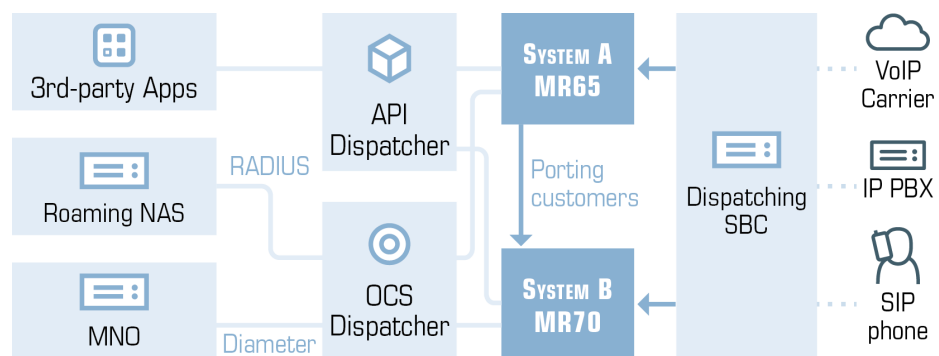 3rd-party Apps
Roaming NAS
MNO
RADIUS
Diameter
API
Dispatcher
OCS
Dispatcher
System A
MR65
Porting
customers
System B
MR70
Dispatching
SBC
VoIP
Carrier
IP PBX
SIP
phone